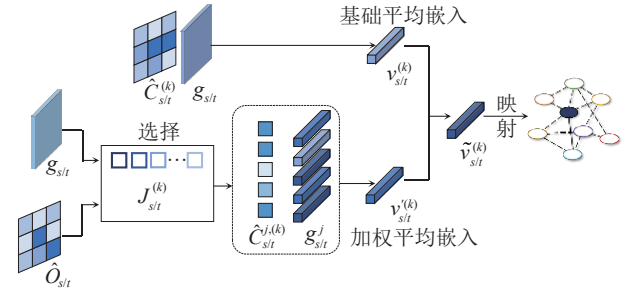 基础平均嵌入
Ĉ_{s/t}^{(k)}
g_{s/t}
v_{s/t}^{(k)}
选择
映射
g_{s/t}
J_{s/t}^{(k)}
ṽ_{s/t}^{(k)}
Ĉ_{s/t}^{j,(k)}
g_{s/t}^{j}
v'^{(k)}_{s/t}
加权平均嵌入
Ô_{s/t}